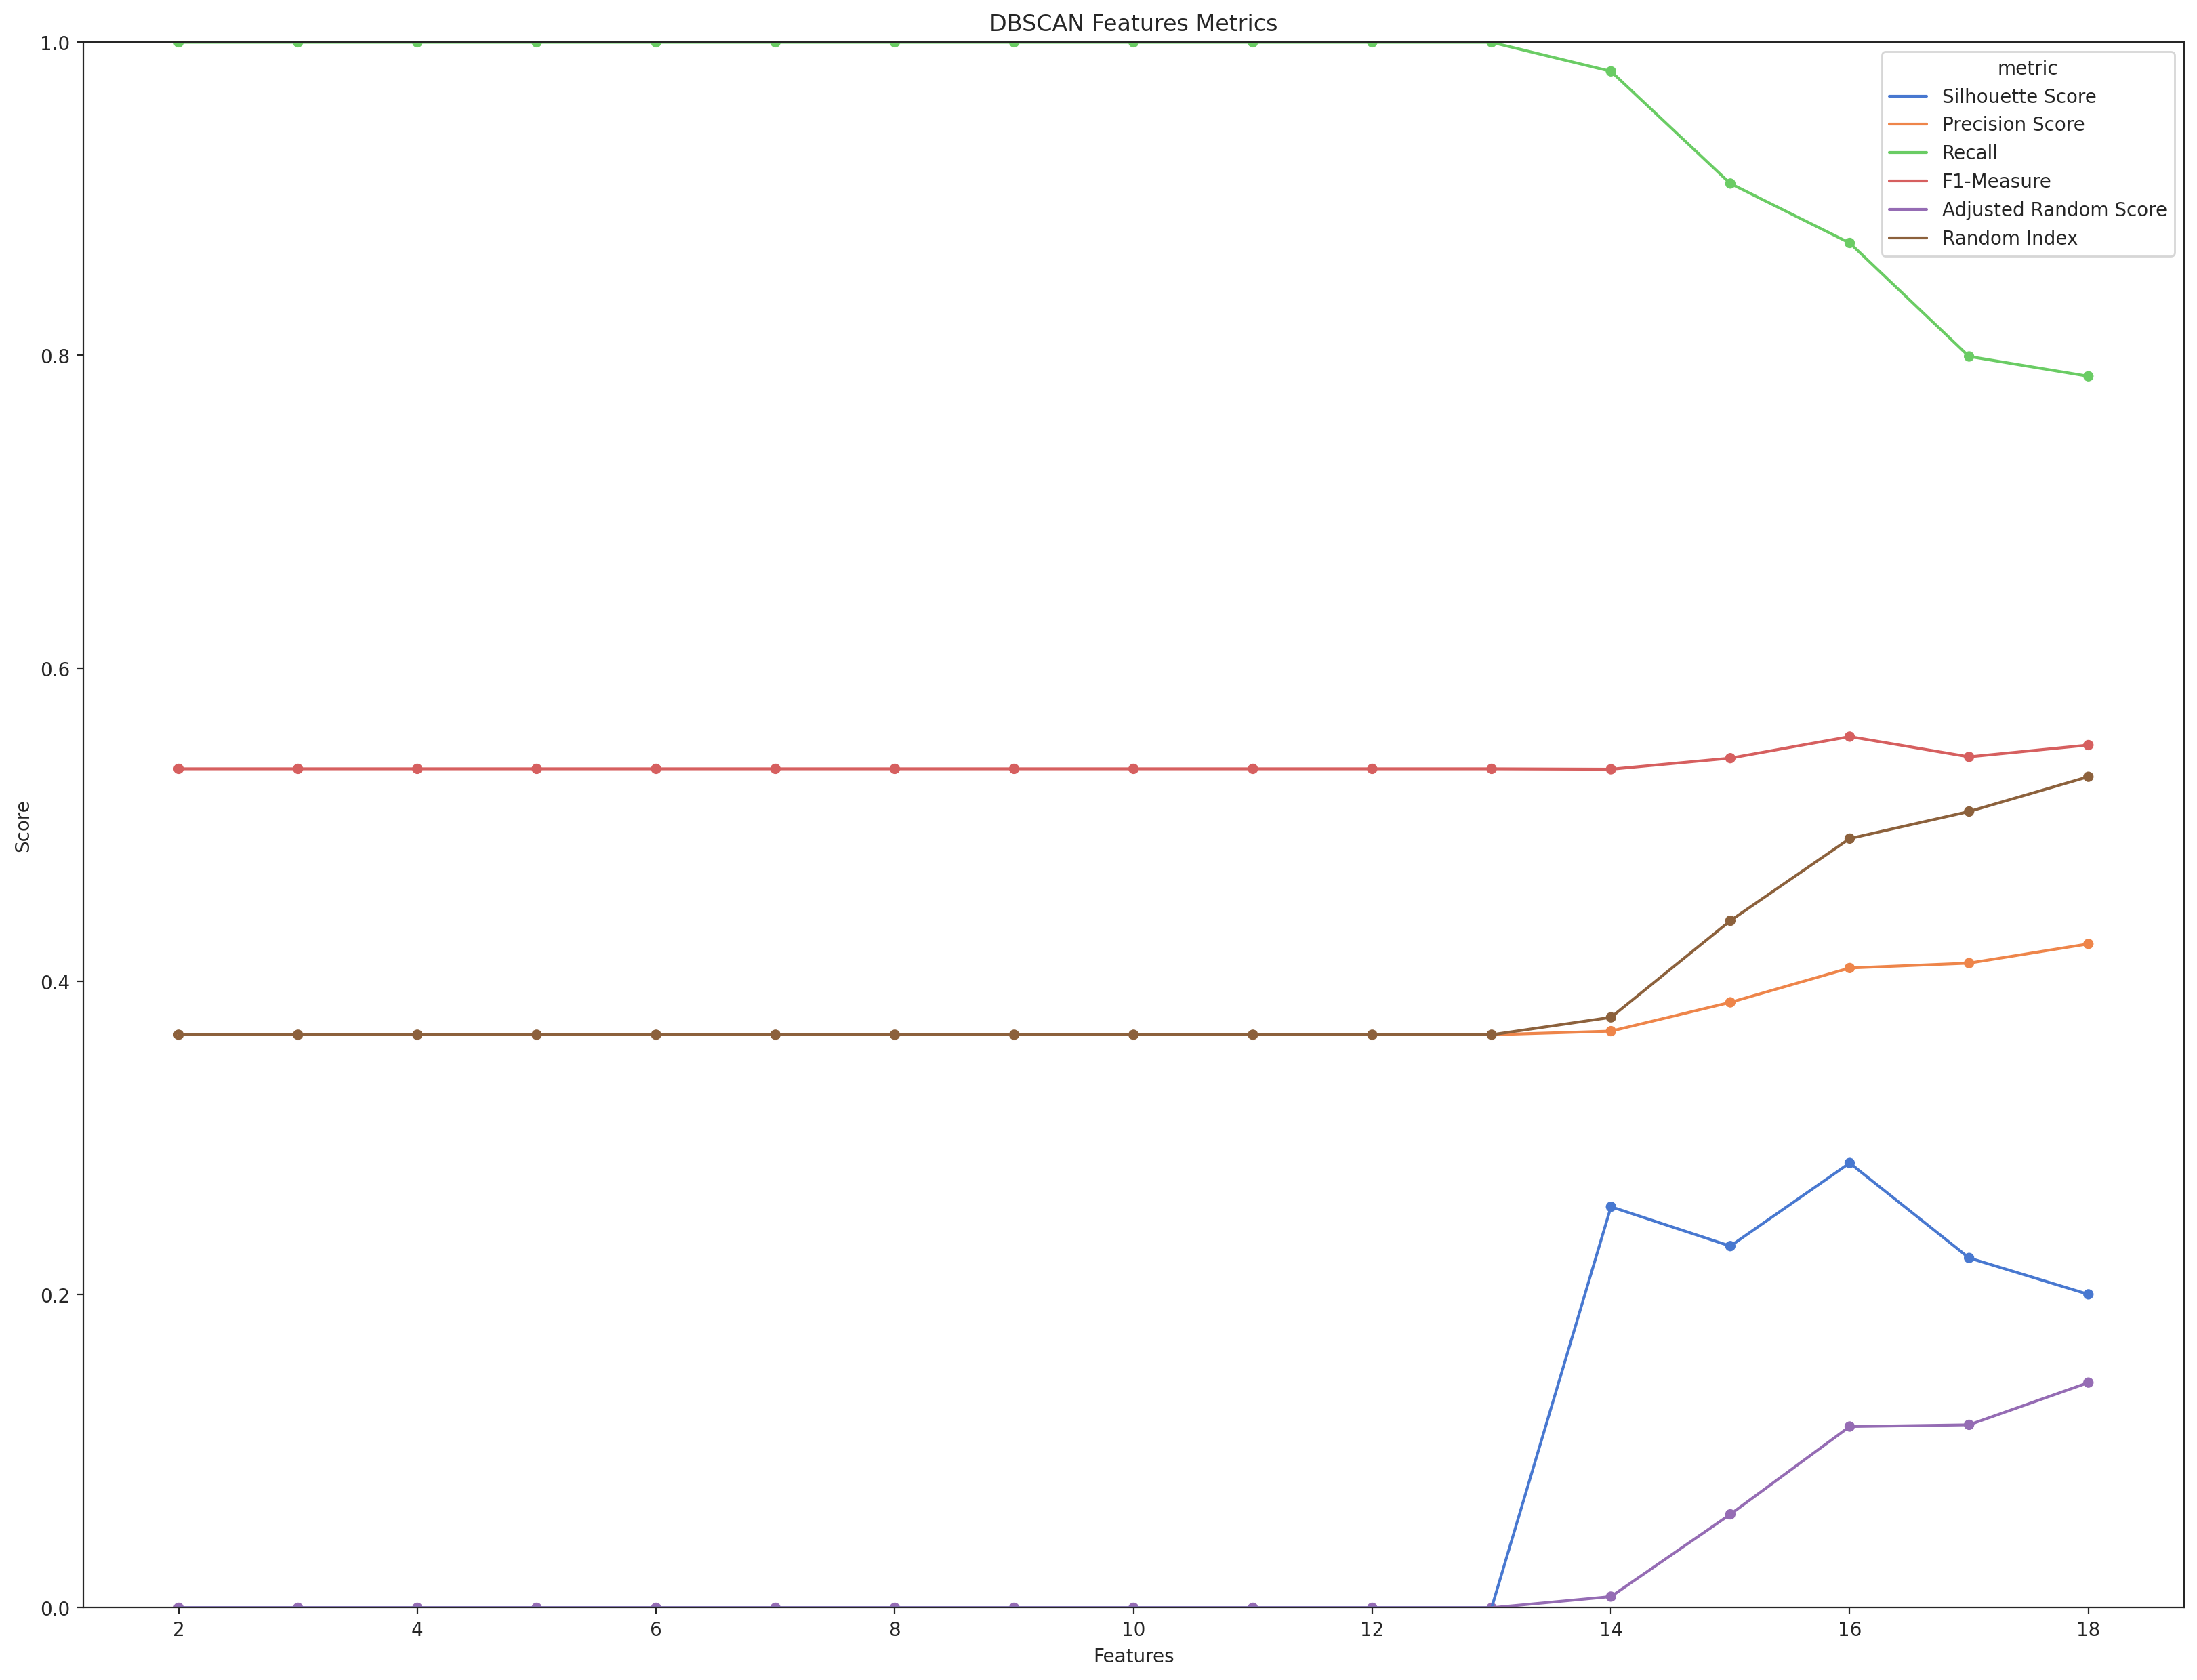 DBSCAN Features Metrics
1.0
0.8
0.6
0.4
0.2
0.0
Score
metric
Silhouette Score
Precision Score
Recall
F1-Measure
Adjusted Random Score
Random Index
2 4 6 8 10 12 14 16 18
Features